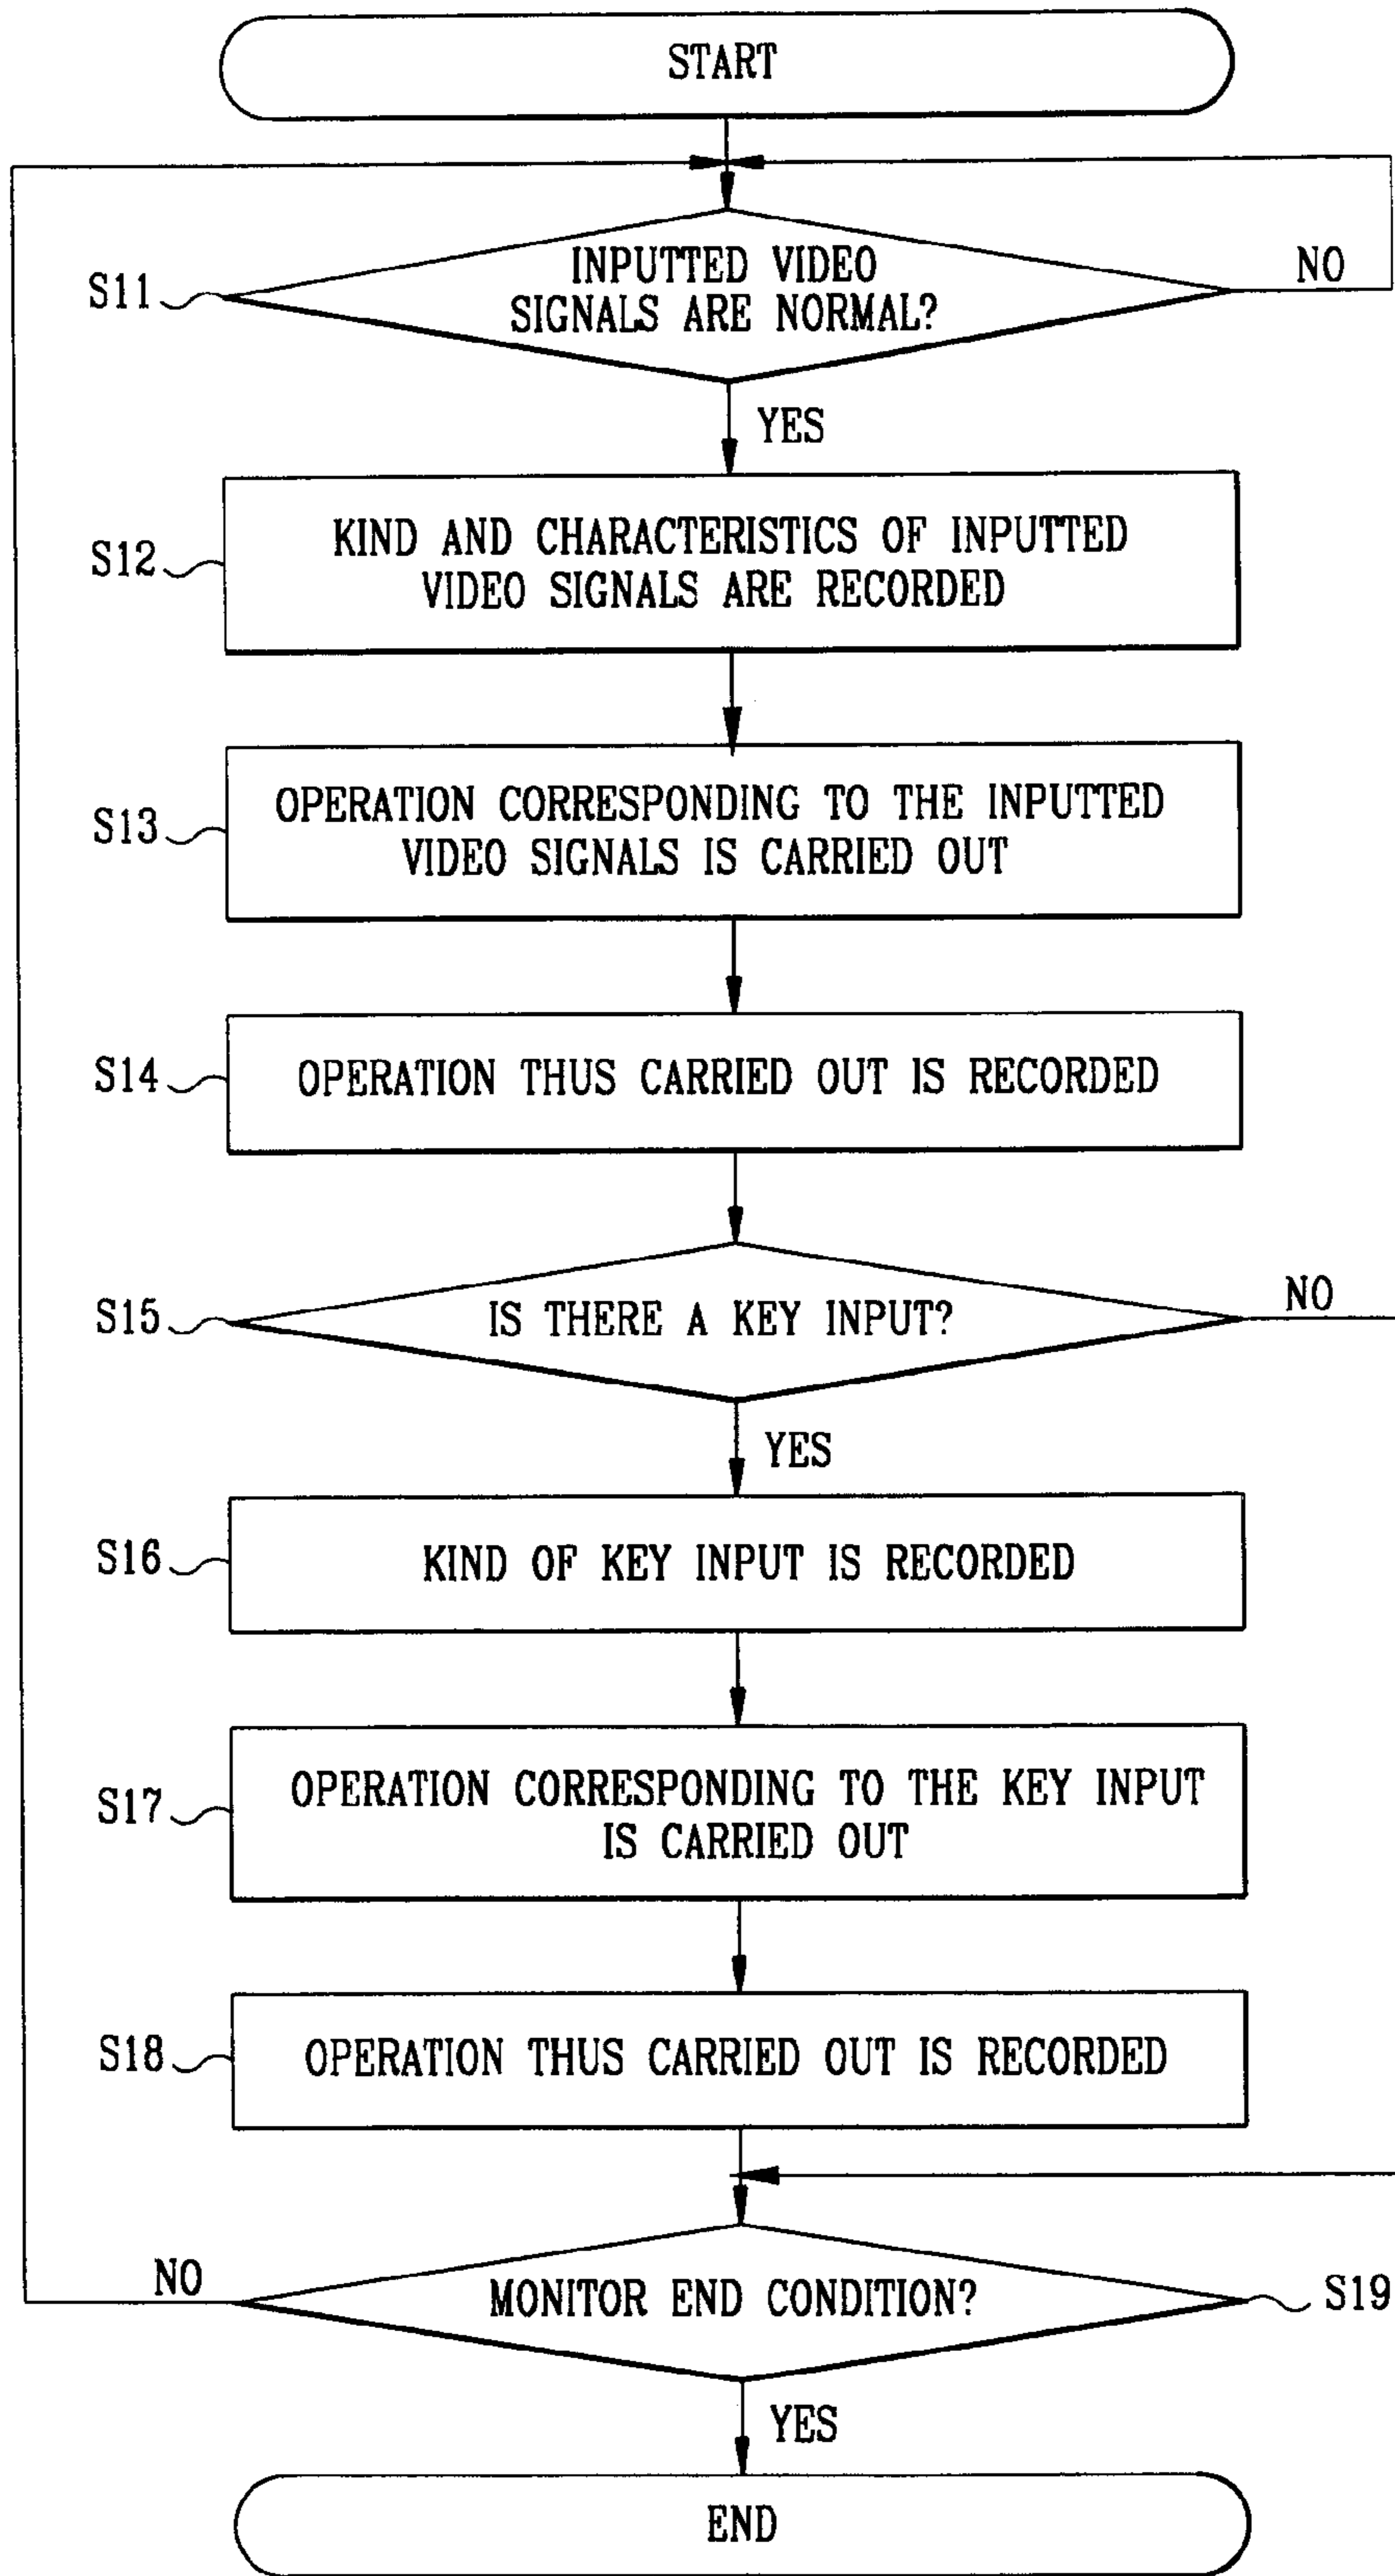 START
INPUTTED VIDEO
SIGNALS ARE NORMAL?
NO
S11
YES
KIND AND CHARACTERISTICS OF INPUTTED
VIDEO SIGNALS ARE RECORDED
S12
OPERATION CORRESPONDING TO THE INPUTTED
VIDEO SIGNALS IS CARRIED OUT
S13
S14
OPERATION THUS CARRIED OUT IS RECORDED
S15
IS THERE A KEY INPUT?
NO
YES
S16
KIND OF KEY INPUT IS RECORDED
S17
OPERATION CORRESPONDING TO THE KEY INPUT
IS CARRIED OUT
S18
OPERATION THUS CARRIED OUT IS RECORDED
NO
MONITOR END CONDITION?
S19
YES
END